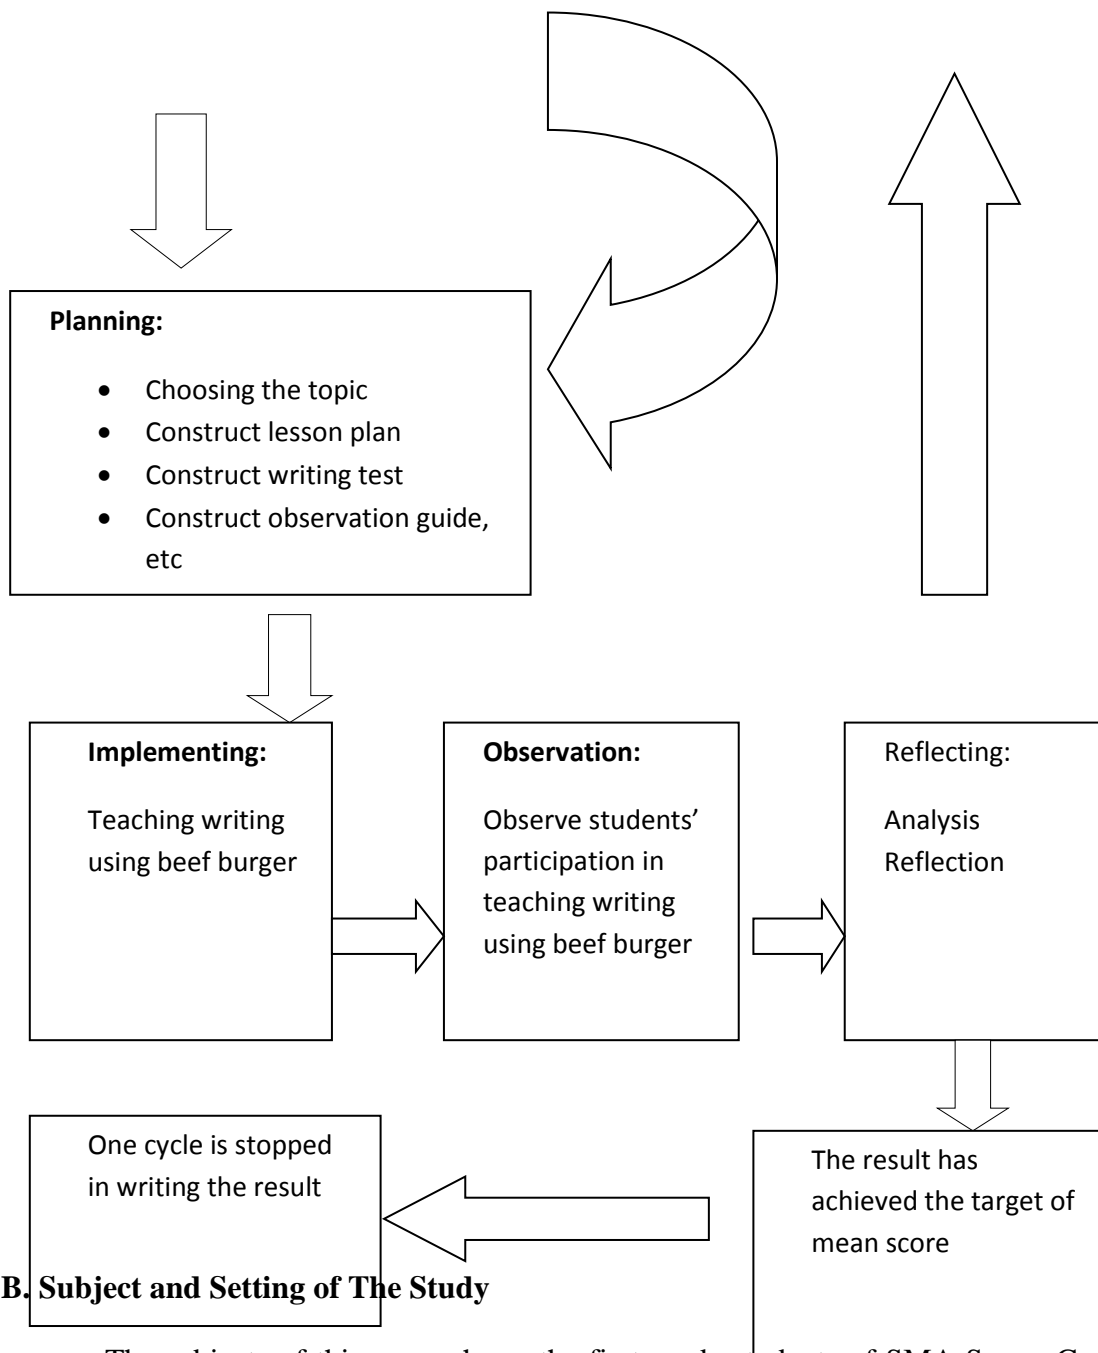 Planning:
• Choosing the topic
• Construct lesson plan
• Construct writing test
• Construct observation guide,
etc
Implementing:
Teaching writing
using beef burger
Observation:
Observe students’
participation in
teaching writing
using beef burger
Reflecting:
Analysis
Reflection
One cycle is stopped
in writing the result
The result has
achieved the target of
mean score
B. Subject and Setting of The Study